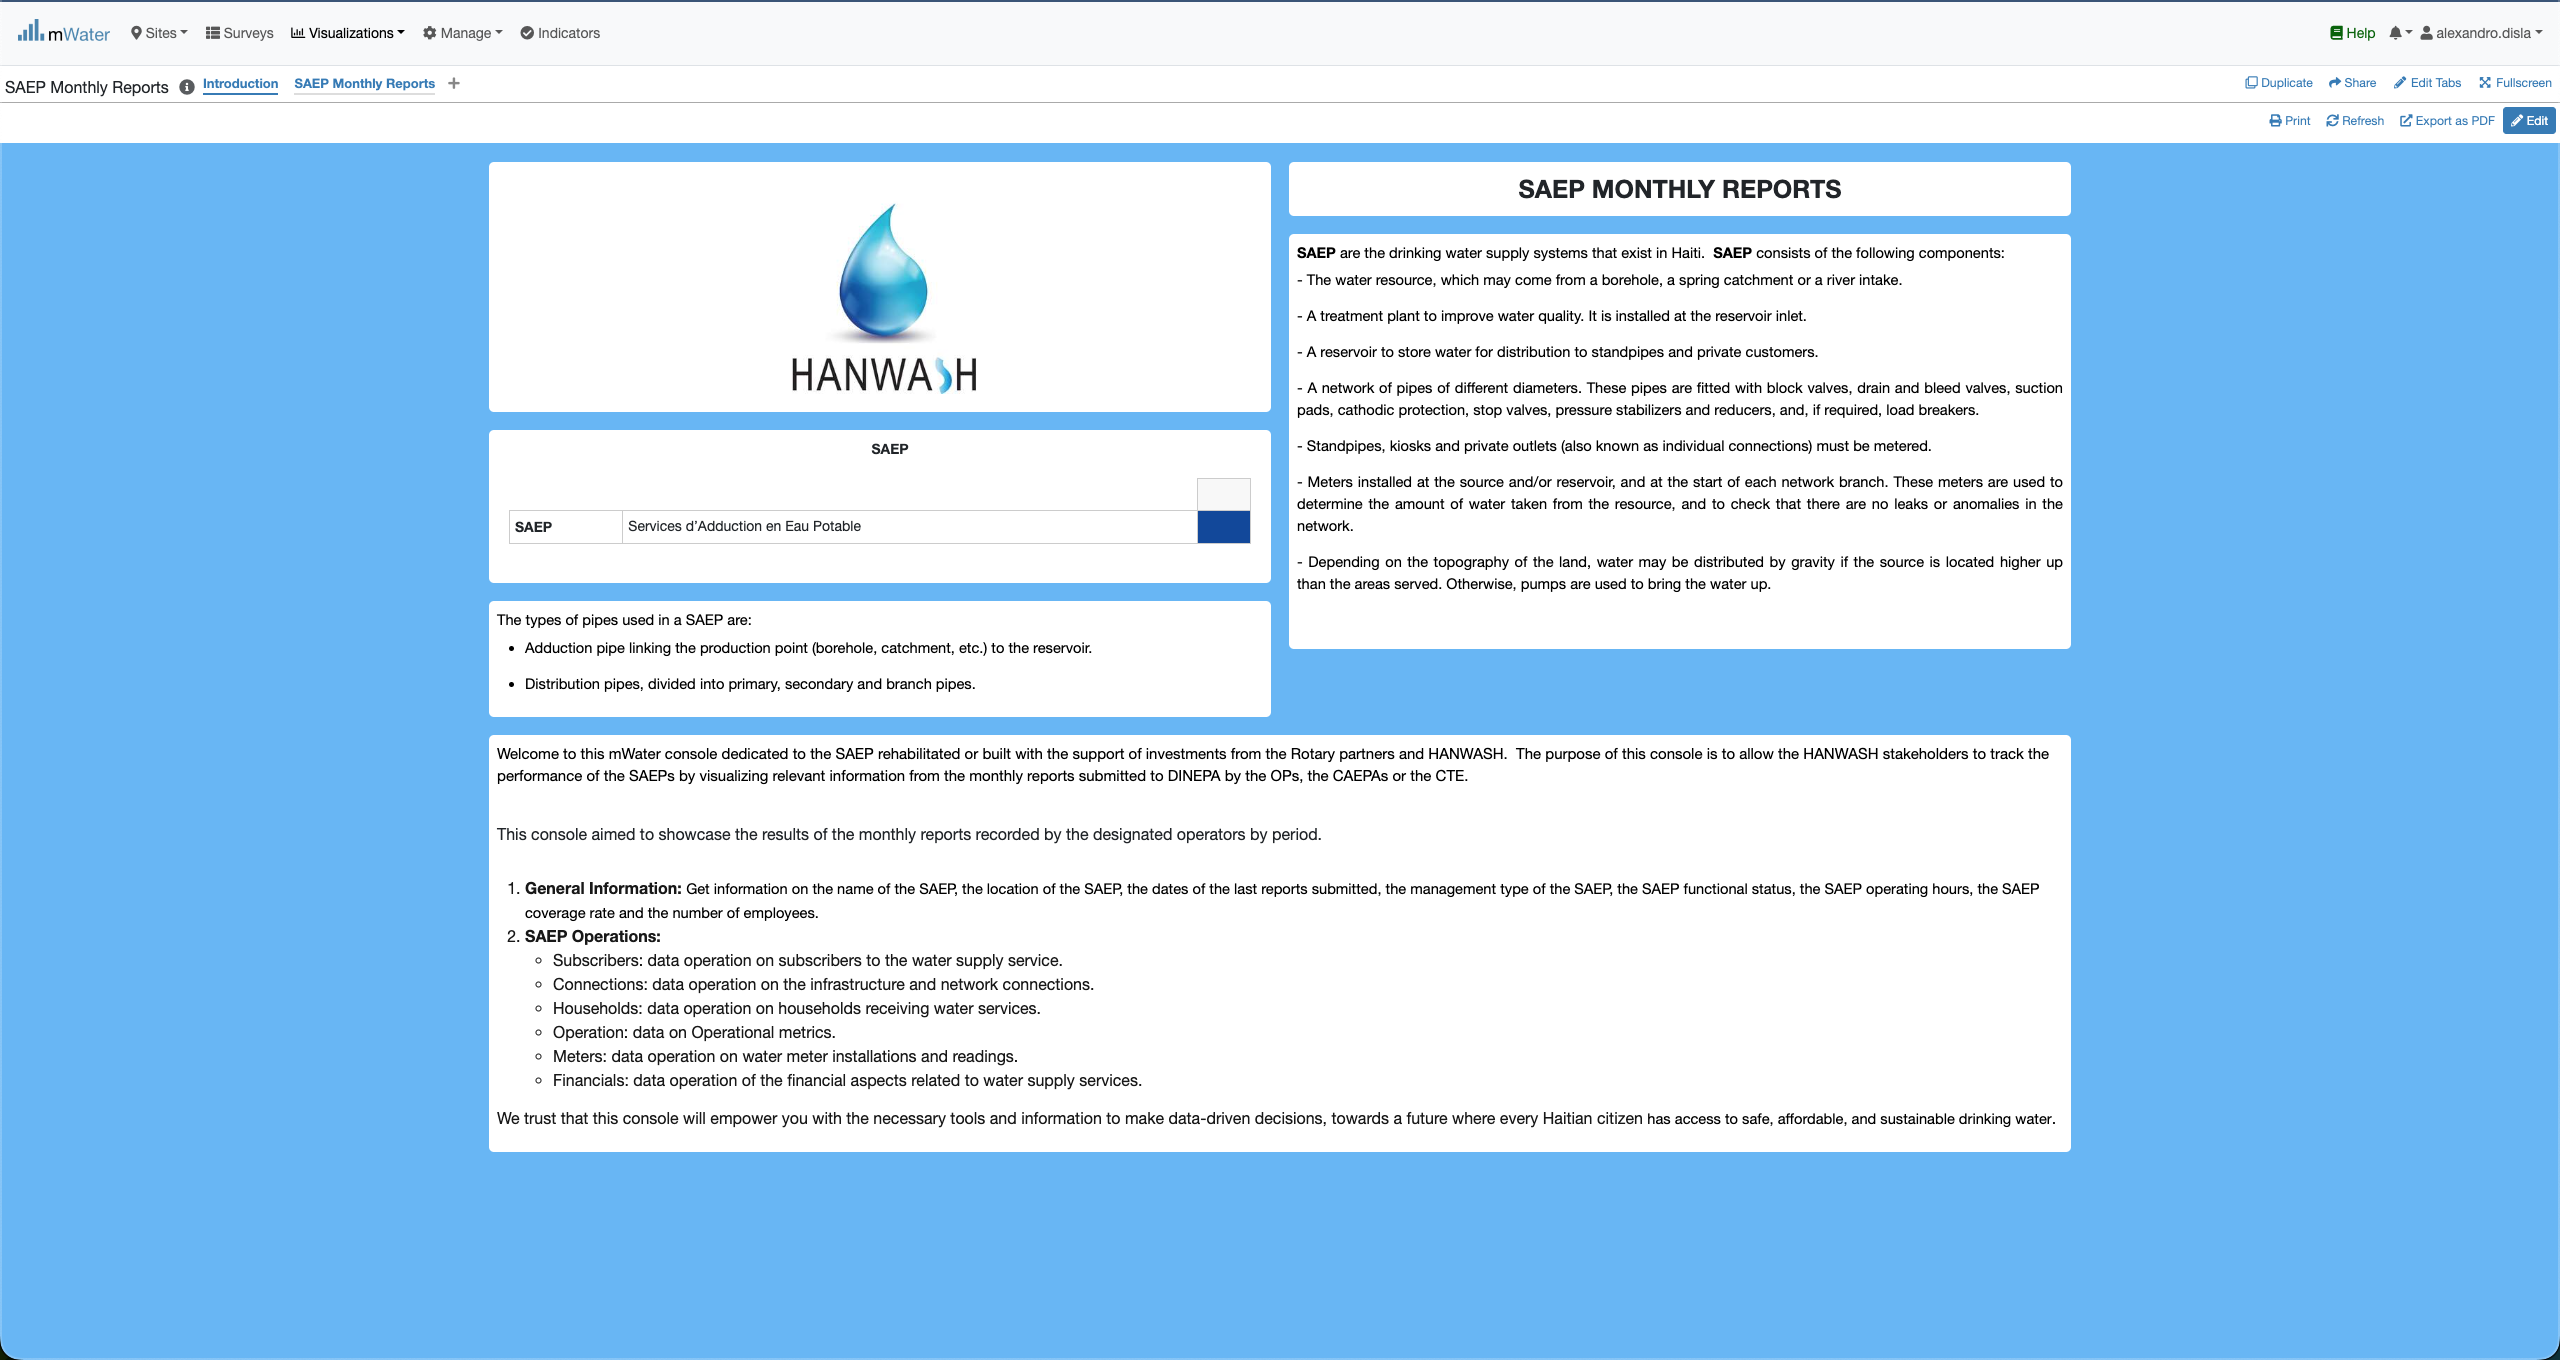 mWater Sites Surveys Visualizations Manage Indicators Help alexandro.disla
SAEP Monthly Reports Introduction SAEP Monthly Reports + Duplicate Share Edit Tabs Fullscreen
Print Refresh Export as PDF Edit
HANWASH
SAEP
SAEP Services d’Adduction en Eau Potable
The types of pipes used in a SAEP are:
• Adduction pipe linking the production point (borehole, catchment, etc.) to the reservoir.
• Distribution pipes, divided into primary, secondary and branch pipes.
SAEP MONTHLY REPORTS
SAEP are the drinking water supply systems that exist in Haiti. SAEP consists of the following components:
- The water resource, which may come from a borehole, a spring catchment or a river intake.
- A treatment plant to improve water quality. It is installed at the reservoir inlet.
- A reservoir to store water for distribution to standpipes and private customers.
- A network of pipes of different diameters. These pipes are fitted with block valves, drain and bleed valves, suction
pads, cathodic protection, stop valves, pressure stabilizers and reducers, and, if required, load breakers.
- Standpipes, kiosks and private outlets (also known as individual connections) must be metered.
- Meters installed at the source and/or reservoir, and at the start of each network branch. These meters are used to
determine the amount of water taken from the resource, and to check that there are no leaks or anomalies in the
network.
- Depending on the topography of the land, water may be distributed by gravity if the source is located higher up
than the areas served. Otherwise, pumps are used to bring the water up.
Welcome to this mWater console dedicated to the SAEP rehabilitated or built with the support of investments from the Rotary partners and HANWASH. The purpose of this console is to allow the HANWASH stakeholders to track the
performance of the SAEPs by visualizing relevant information from the monthly reports submitted to DINEPA by the OPs, the CAEPAs or the CTE.
This console aimed to showcase the results of the monthly reports recorded by the designated operators by period.
1. General Information: Get information on the name of the SAEP, the location of the SAEP, the dates of the last reports submitted, the management type of the SAEP, the SAEP functional status, the SAEP operating hours, the SAEP
coverage rate and the number of employees.
2. SAEP Operations:
◦ Subscribers: data operation on subscribers to the water supply service.
◦ Connections: data operation on the infrastructure and network connections.
◦ Households: data operation on households receiving water services.
◦ Operation: data on Operational metrics.
◦ Meters: data operation on water meter installations and readings.
◦ Financials: data operation of the financial aspects related to water supply services.
We trust that this console will empower you with the necessary tools and information to make data-driven decisions, towards a future where every Haitian citizen has access to safe, affordable, and sustainable drinking water.